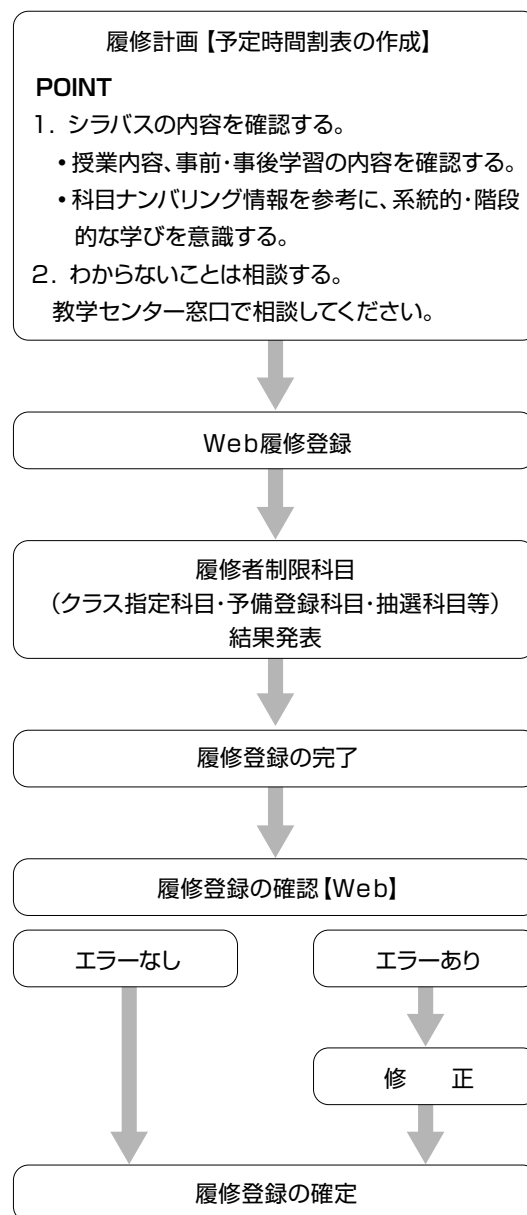 履修計画【予定時間割表の作成】
POINT
1. シラバスの内容を確認する。
・授業内容、事前・事後学習の内容を確認する。
・科目ナンバリング情報を参考に、系統的・階段
的な学びを意識する。
2. わからないことは相談する。
教学センター窓口で相談してください。
Web履修登録
履修者制限科目
（クラス指定科目・予備登録科目・抽選科目等）
結果発表
履修登録の完了
履修登録の確認【Web】
エラーなし
エラーあり
修　正
履修登録の確定